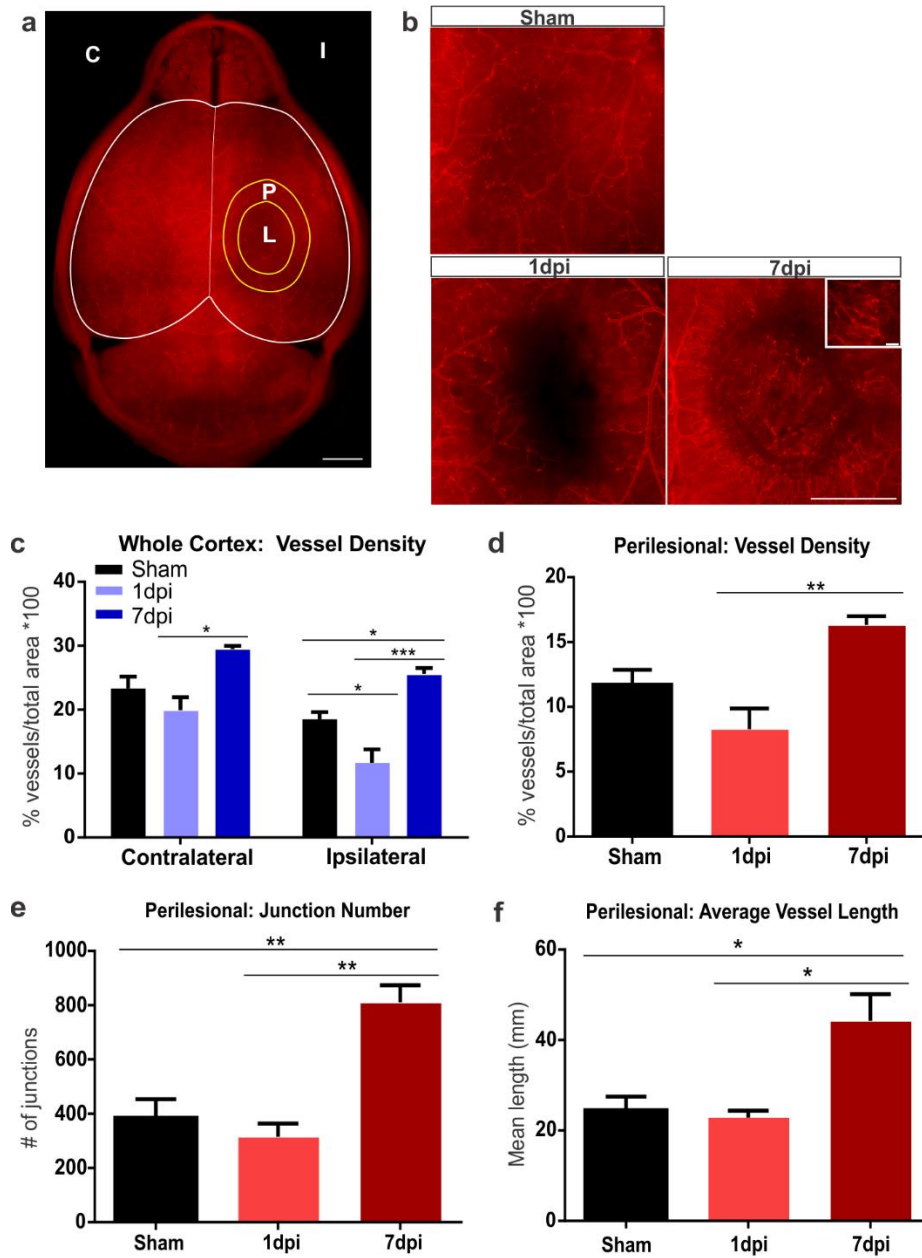 a
C
I
P
L
b
Sham
1dpi
7dpi
c
Whole Cortex: Vessel Density
Sham
1dpi
7dpi
% vessels/total area *100
40
30
20
10
0
*
*
***
*
Contralateral
Ipsilateral
d
Perilesional: Vessel Density
% vessels/total area *100
20
15
10
5
0
**
Sham
1dpi
7dpi
e
Perilesional: Junction Number
# of junctions
1000
800
600
400
200
0
**
**
Sham
1dpi
7dpi
f
Perilesional: Average Vessel Length
Mean length (mm)
60
40
20
0
*
*
Sham
1dpi
7dpi